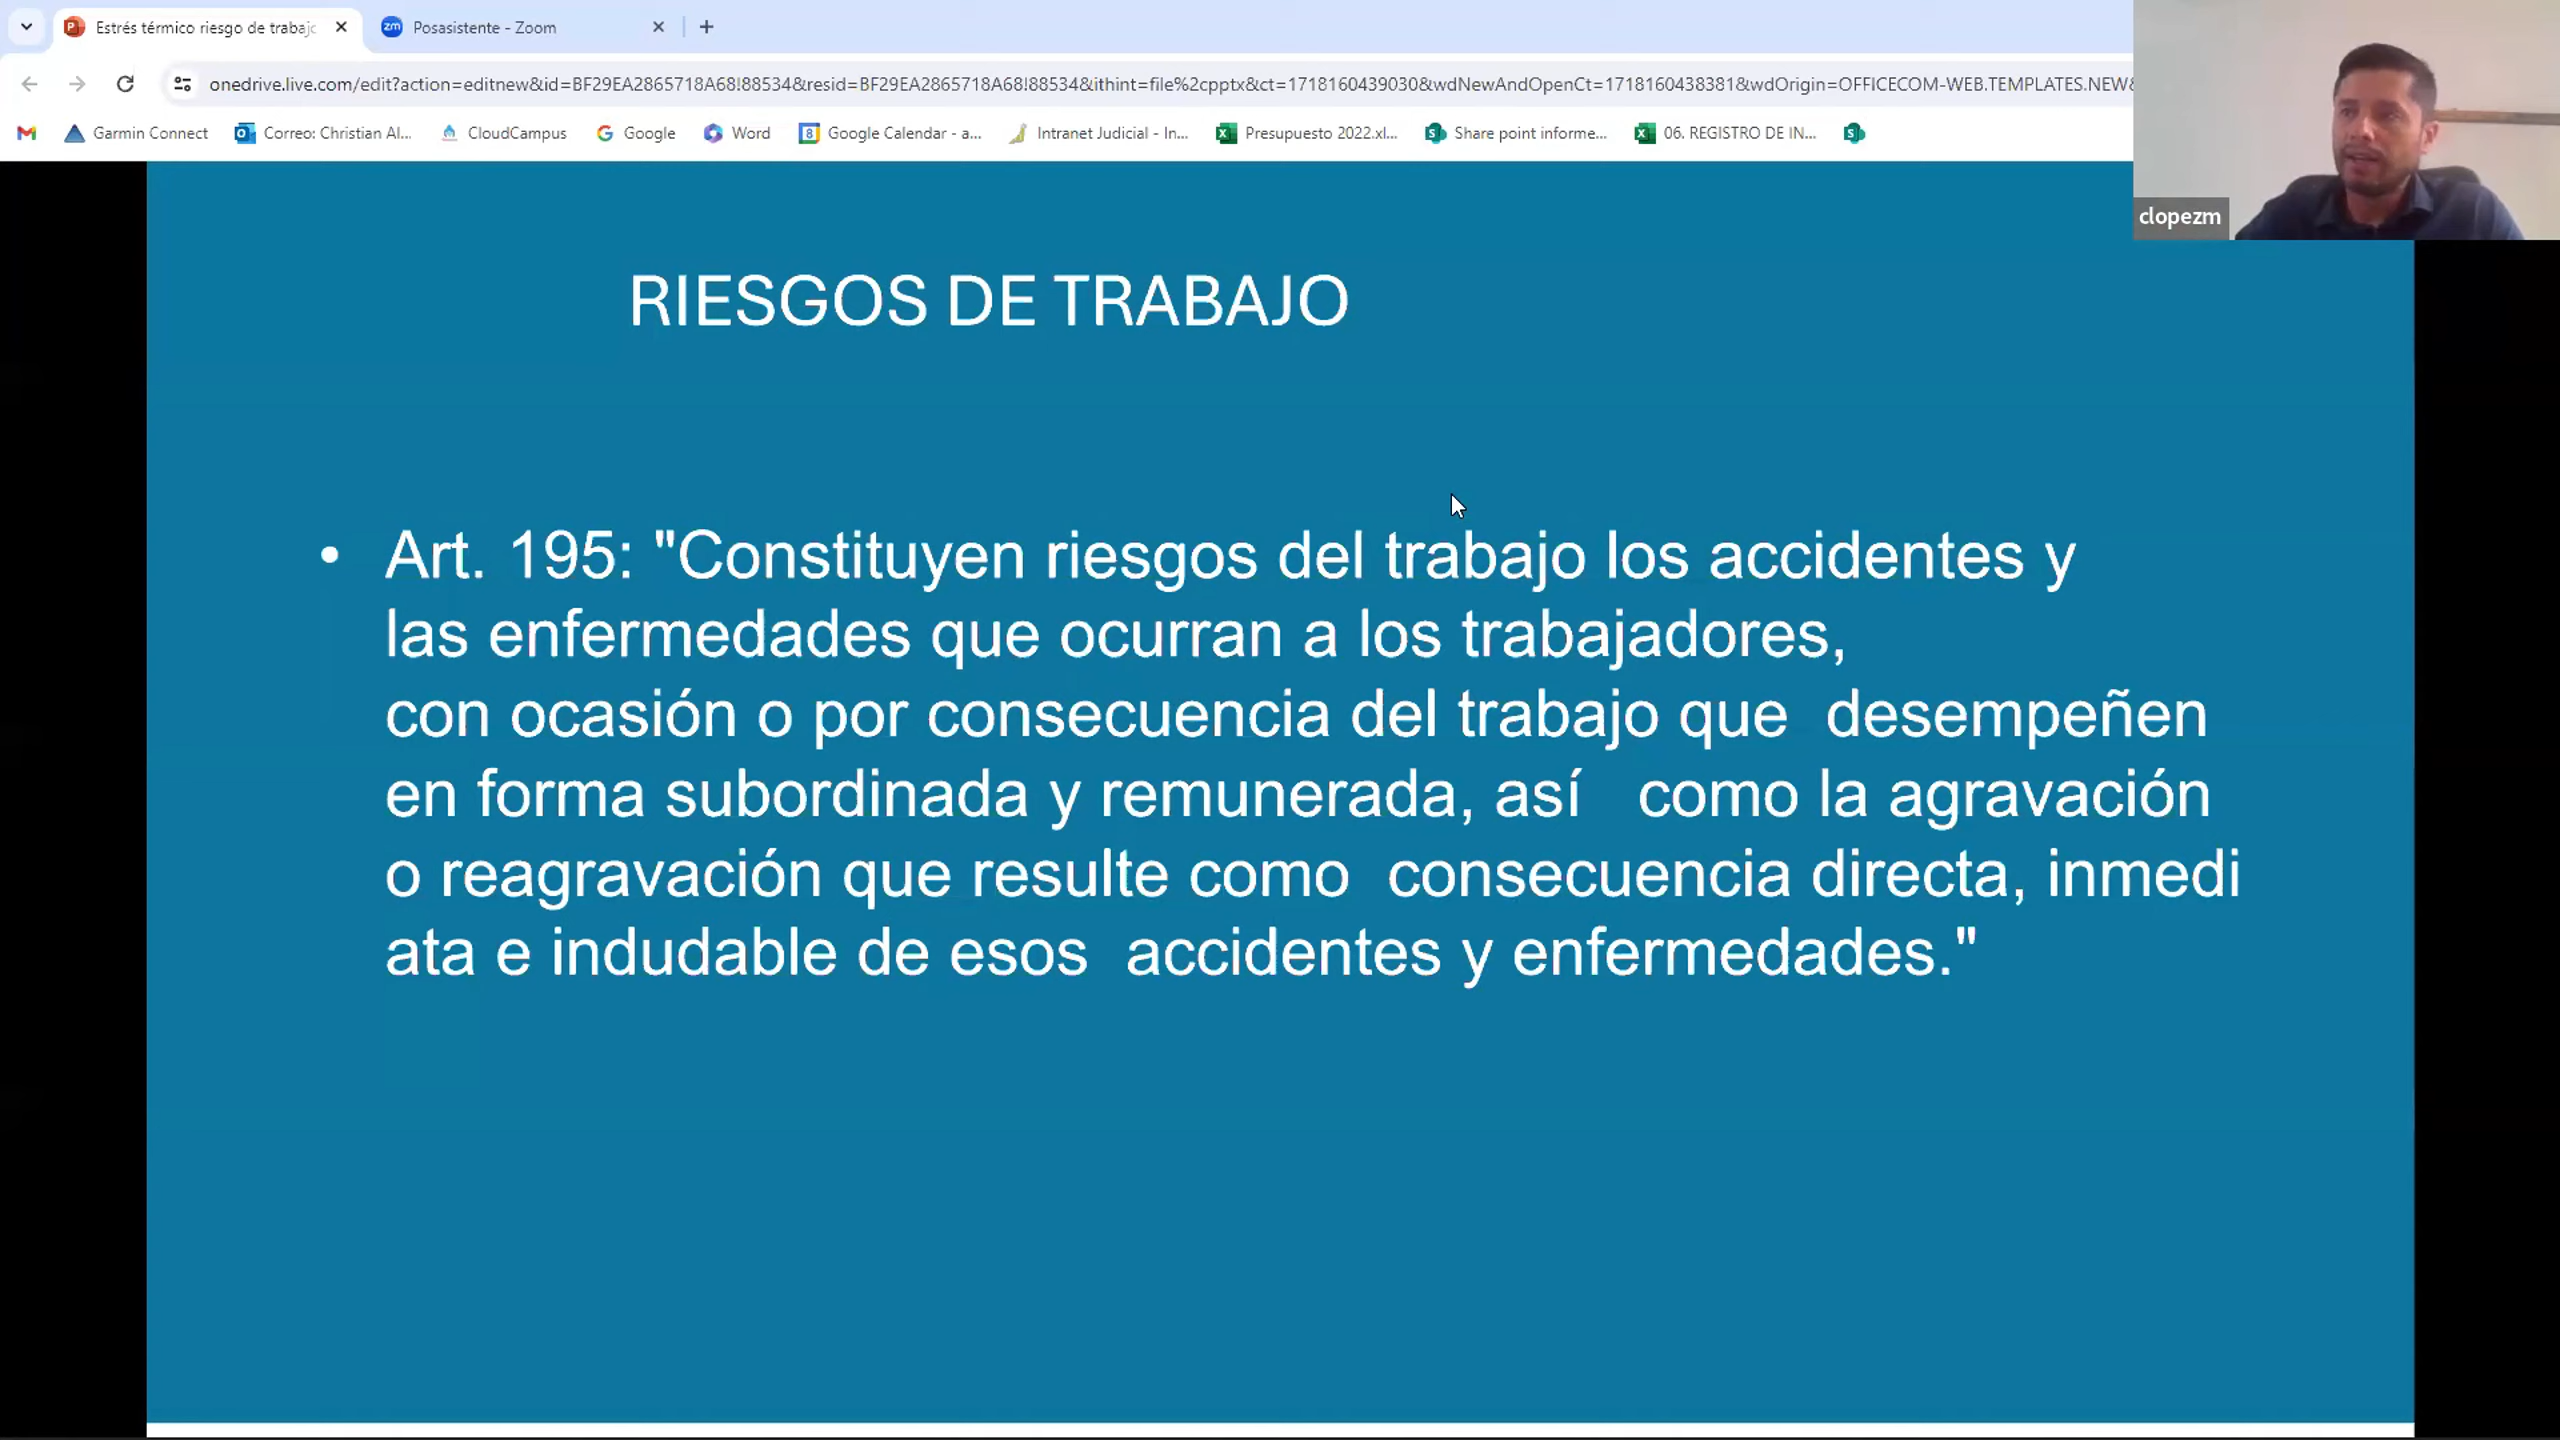 Estrés térmico riesgo de trabajo
Posasistente - Zoom
onedrive.live.com/edit?action=editnew&id=BF29EA2865718A68!88534&resid=BF29EA2865718A68!88534&ithint=file%2cpptx&ct=1718160439030&wdNewAndOpenCt=1718160438381&wdOrigin=OFFICECOM-WEB.TEMPLATES.NEW&
Garmin Connect
Correo: Christian Al...
CloudCampus
Google
Word
Google Calendar - a...
Intranet Judicial - In...
Presupuesto 2022.xl...
Share point informe...
06. REGISTRO DE IN...
clopezm
RIESGOS DE TRABAJO
• Art. 195: "Constituyen riesgos del trabajo los accidentes y
las enfermedades que ocurran a los trabajadores,
con ocasión o por consecuencia del trabajo que desempeñen
en forma subordinada y remunerada, así como la agravación
o reagravación que resulte como consecuencia directa, inmedi
ata e indudable de esos accidentes y enfermedades."